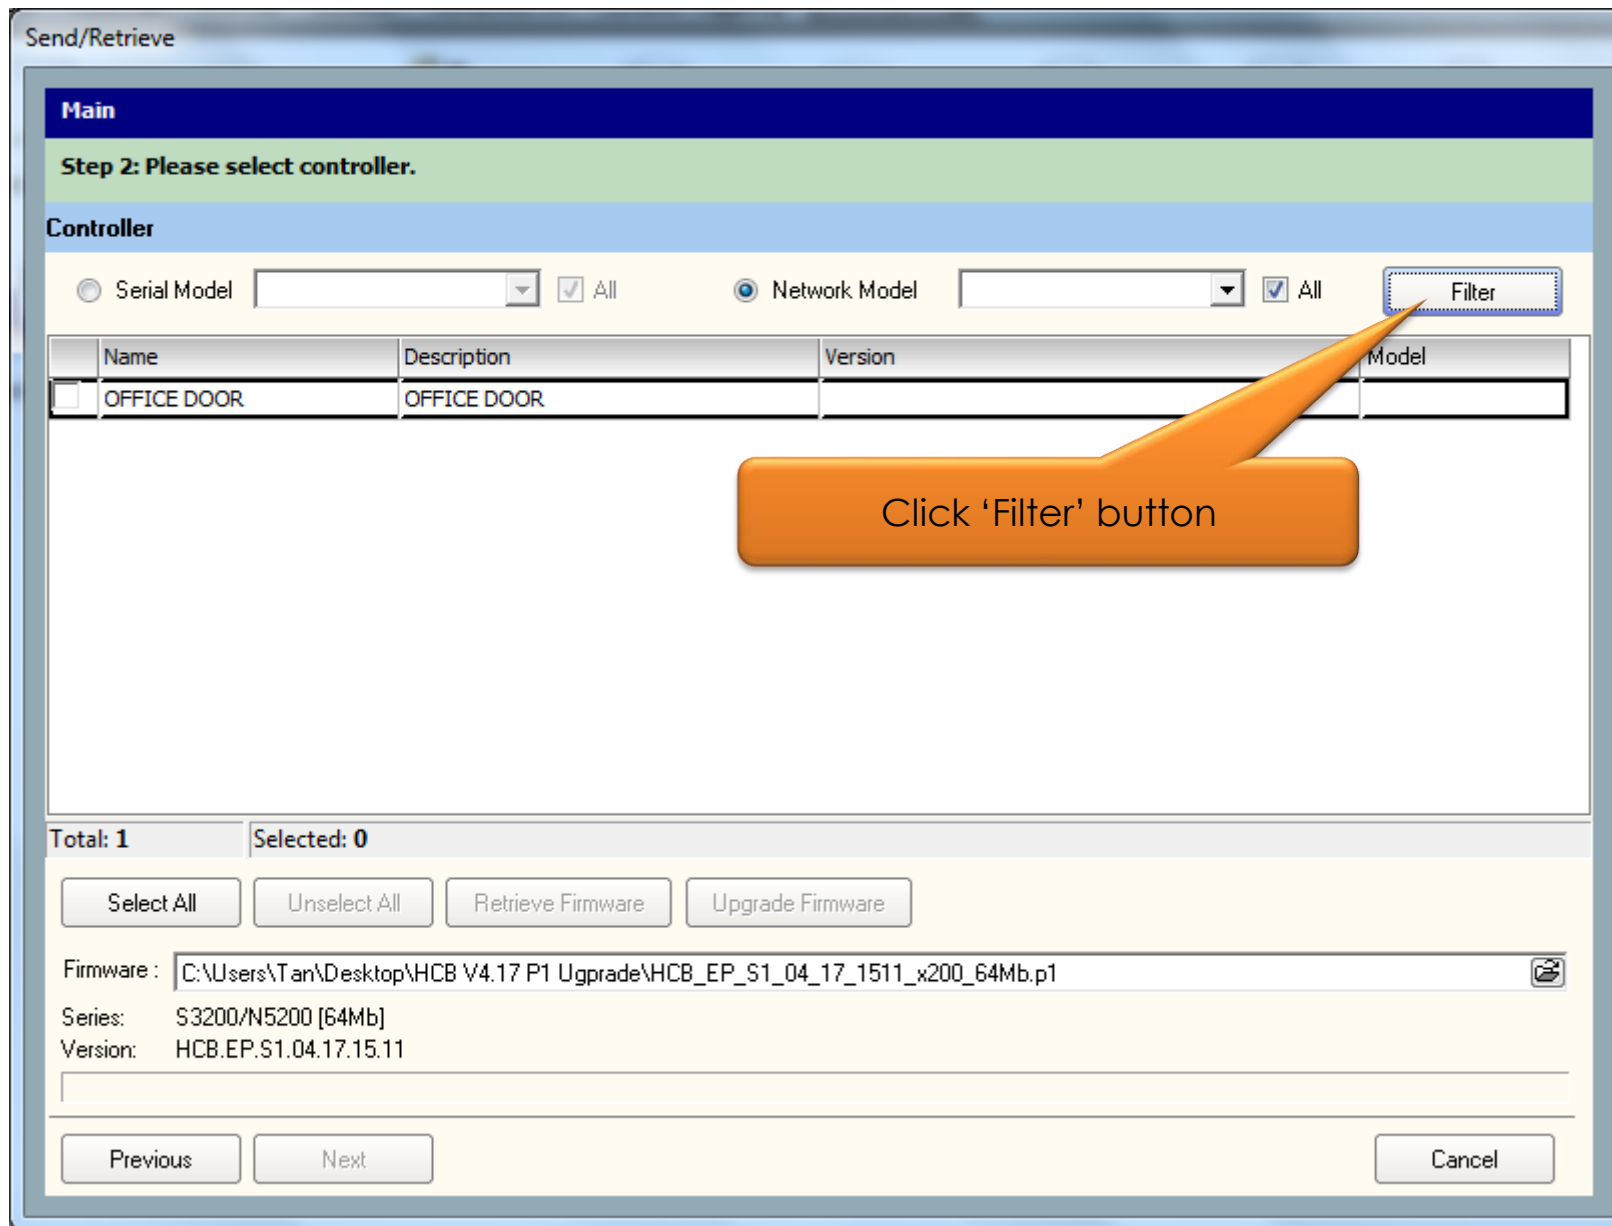 Send/Retrieve
Main
Step 2: Please select controller.
Controller
Serial Model All Network Model All Filter
Name Description Version Model
OFFICE DOOR OFFICE DOOR
Click ‘Filter’ button
Total: 1 Selected: 0
Select All Unselect All Retrieve Firmware Upgrade Firmware
Firmware : C:\Users\Tan\Desktop\HCB V4.17 P1 Ugprade\HCB_EP_S1_04_17_1511_x200_64Mb.p1
Series: S3200/N5200 [64Mb]
Version: HCB.EP.S1.04.17.15.11
Previous Next Cancel